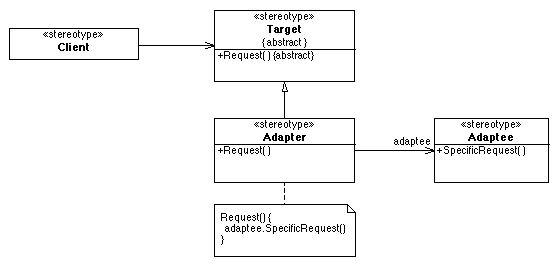 «stereotype»
Client
«stereotype»
Target
{abstract}
+Request(){abstract}
«stereotype»
Adapter
+Request()
adaptee
«stereotype»
Adaptee
+SpecificRequest()
Request(){
adaptee.SpecificRequest()
}